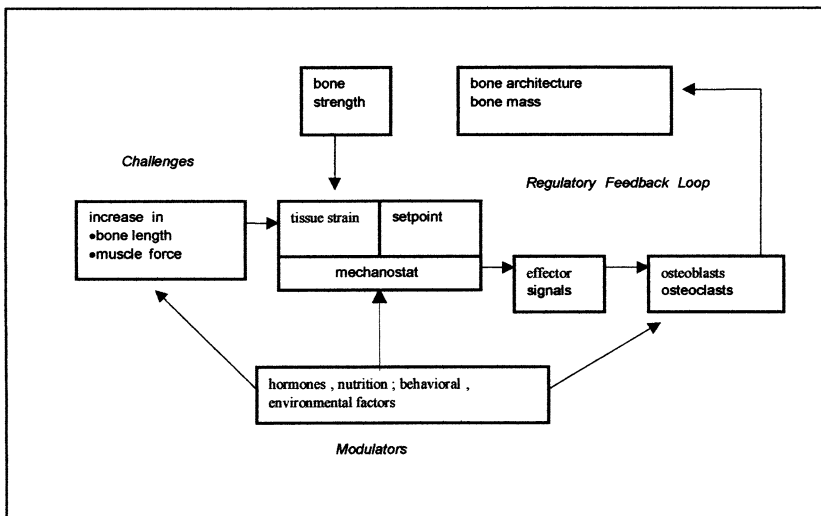 bone
strength
bone architecture
bone mass
Challenges
Regulatory Feedback Loop
increase in
•bone length
•muscle force
tissue strain
setpoint
mechanostat
effector
signals
osteoblasts
osteoclasts
hormones , nutrition ; behavioral ,
environmental factors
Modulators